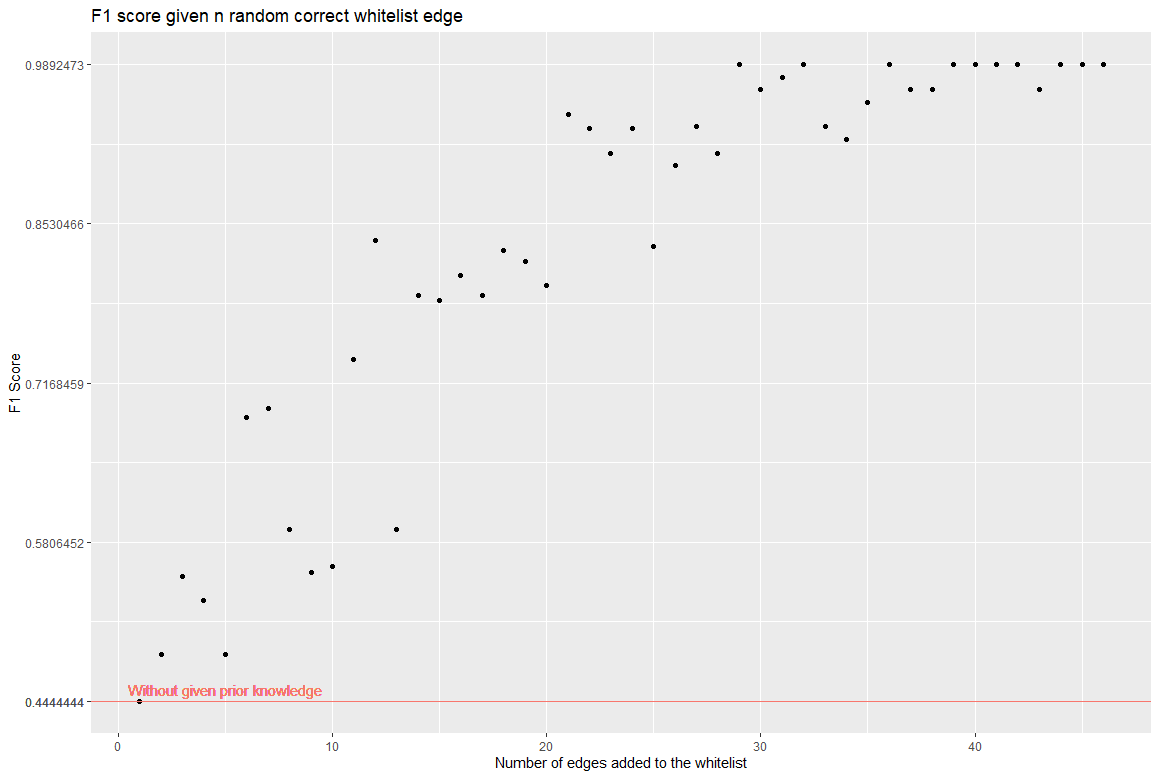 F1 score given n random correct whitelist edge
F1 Score
0.9892473
0.8530466
0.7168459
0.5806452
0.4444444
Without given prior knowledge
0 10 20 30 40
Number of edges added to the whitelist